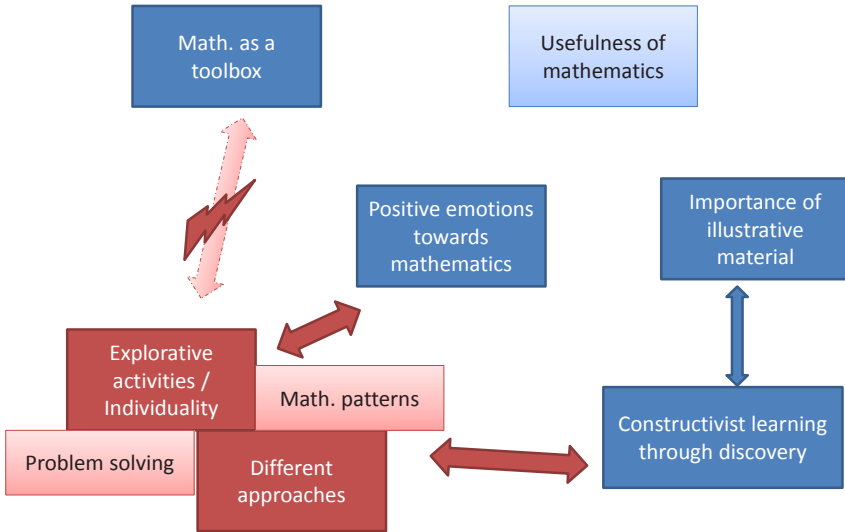 Math. as a
toolbox
Usefulness of
mathematics
Positive emotions
towards
mathematics
Importance of
illustrative
material
Explorative
activities /
Individuality
Math. patterns
Problem solving
Different
approaches
Constructivist learning
through discovery